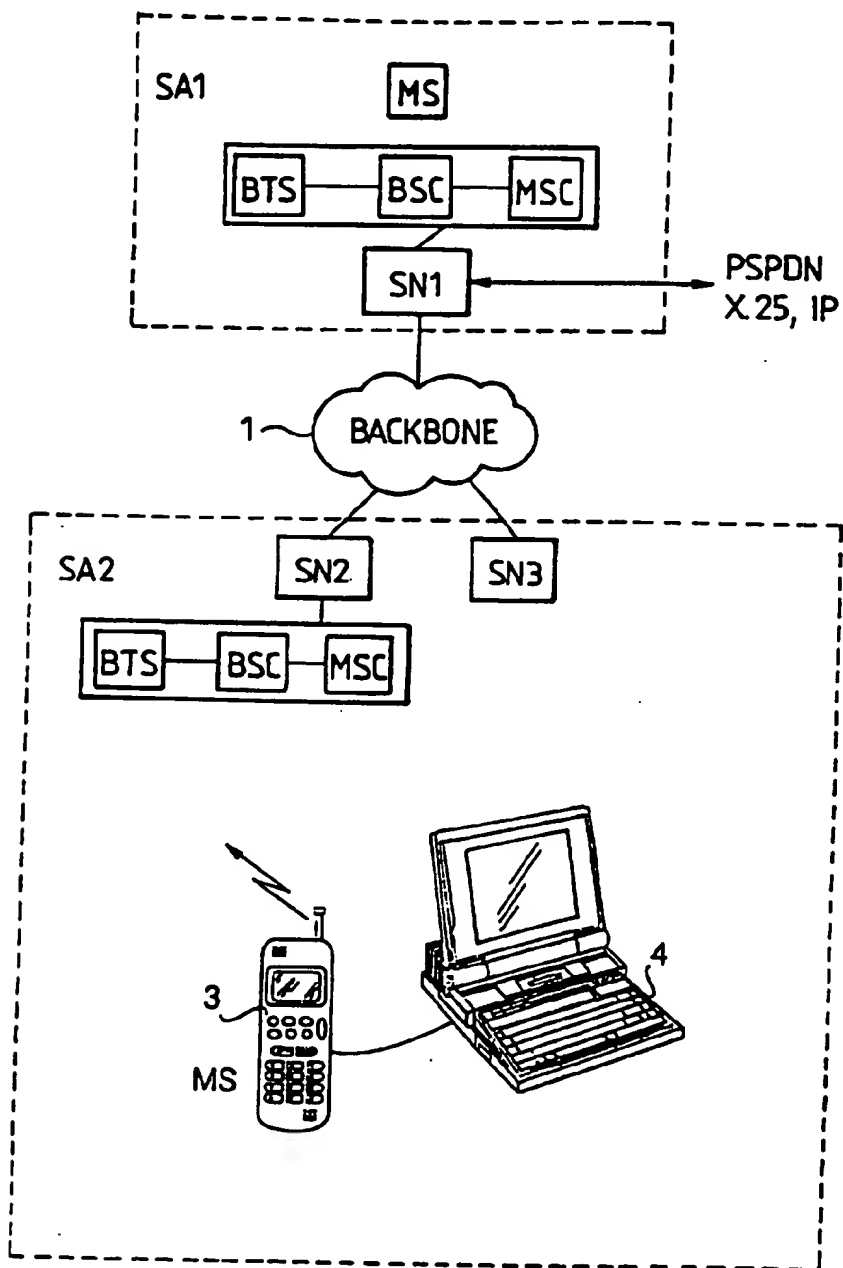 SA1
MS
BTS
BSC
MSC
SN1
PSPDN
X.25, IP
1
BACKBONE
SA2
SN2
SN3
BTS
BSC
MSC
3
4
MS